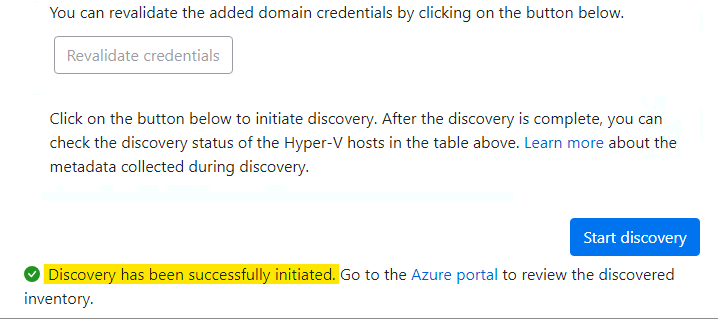 You can revalidate the added domain credentials by clicking on the button below.
Revalidate credentials
Click on the button below to initiate discovery. After the discovery is complete, you can
check the discovery status of the Hyper-V hosts in the table above. Learn more about the
metadata collected during discovery.
Start discovery
Discovery has been successfully initiated. Go to the Azure portal to review the discovered
inventory.